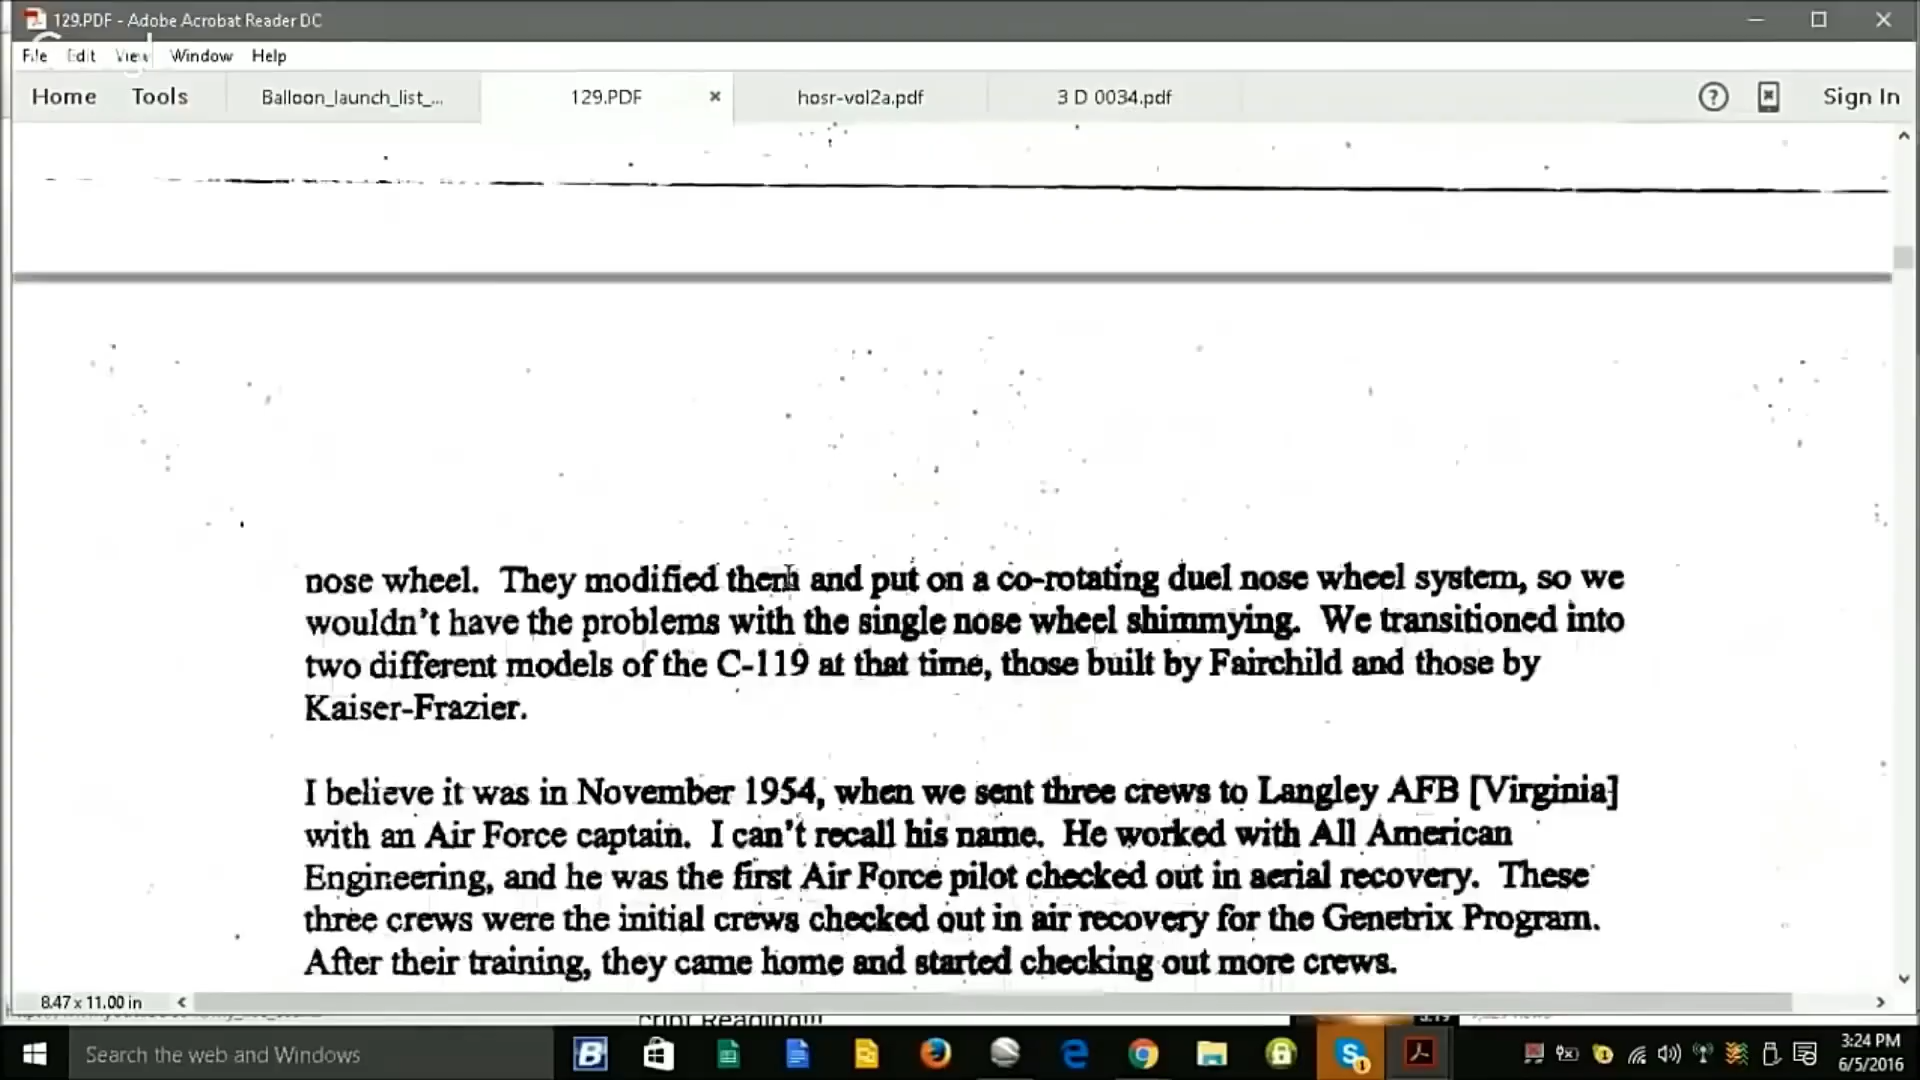 129.PDF - Adobe Acrobat Reader DC
File Edit View Window Help
Home Tools Balloon_launch_list_... 129.PDF hosr-vol2a.pdf 3 D 0034.pdf Sign In
nose wheel. They modified them and put on a co-rotating duel nose wheel system, so we
wouldn't have the problems with the single nose wheel shimmying. We transitioned into
two different models of the C-119 at that time, those built by Fairchild and those by
Kaiser-Frazier.
I believe it was in November 1954, when we sent three crews to Langley AFB [Virginia]
with an Air Force captain. I can't recall his name. He worked with All American
Engineering, and he was the first Air Force pilot checked out in aerial recovery. These
three crews were the initial crews checked out in air recovery for the Genetrix Program.
After their training, they came home and started checking out more crews.
8.47 x 11.00 in
cript Reading!!!
Search the web and Windows
3:24 PM
6/5/2016